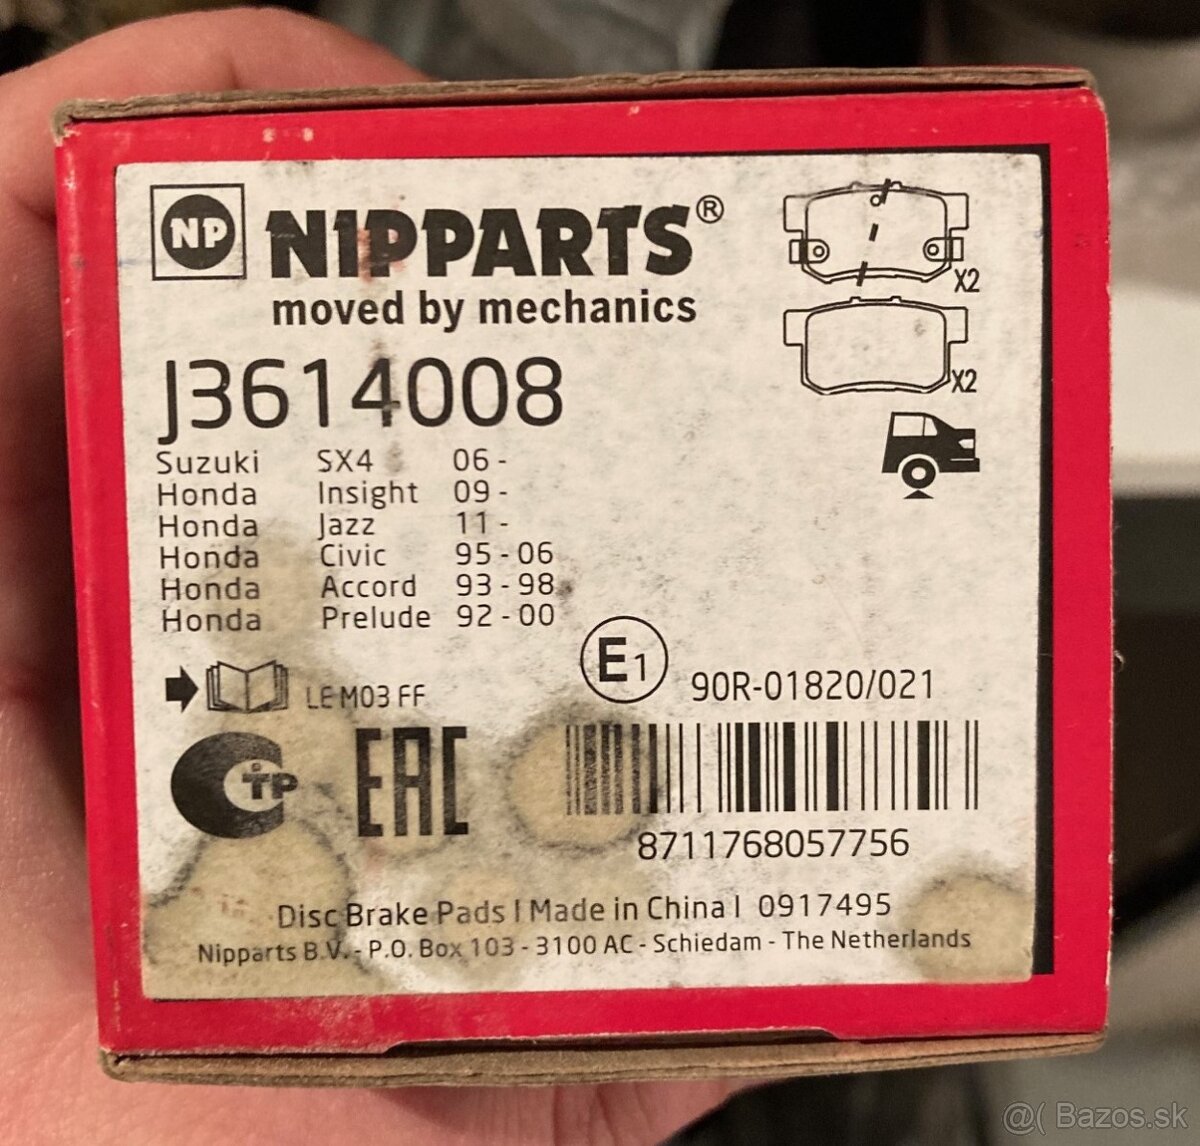 NP NIPPARTS®
moved by mechanics
X2
X2
J3614008
Suzuki SX4 06 -
Honda Insight 09 -
Honda Jazz 11 -
Honda Civic 95 - 06
Honda Accord 93 - 98
Honda Prelude 92 - 00
LE M03 FF
E1 90R-01820/021
CTP EAC
8711768057756
Disc Brake Pads | Made in China | 0917495
Nipparts B.V. - P.O. Box 103 - 3100 AC - Schiedam - The Netherlands
@( Bazos.sk